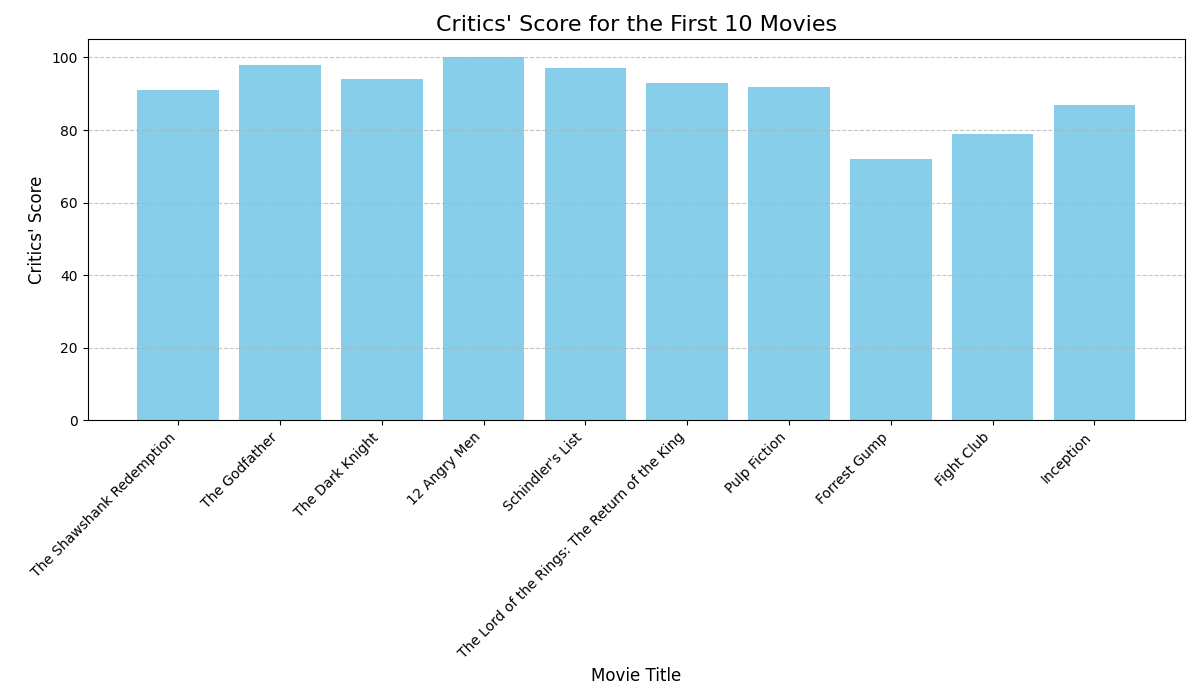 Critics' Score for the First 10 Movies
Critics' Score
100
80
60
40
20
0
The Shawshank Redemption
The Godfather
The Dark Knight
12 Angry Men
Schindler's List
The Lord of the Rings: The Return of the King
Pulp Fiction
Forrest Gump
Fight Club
Inception
Movie Title